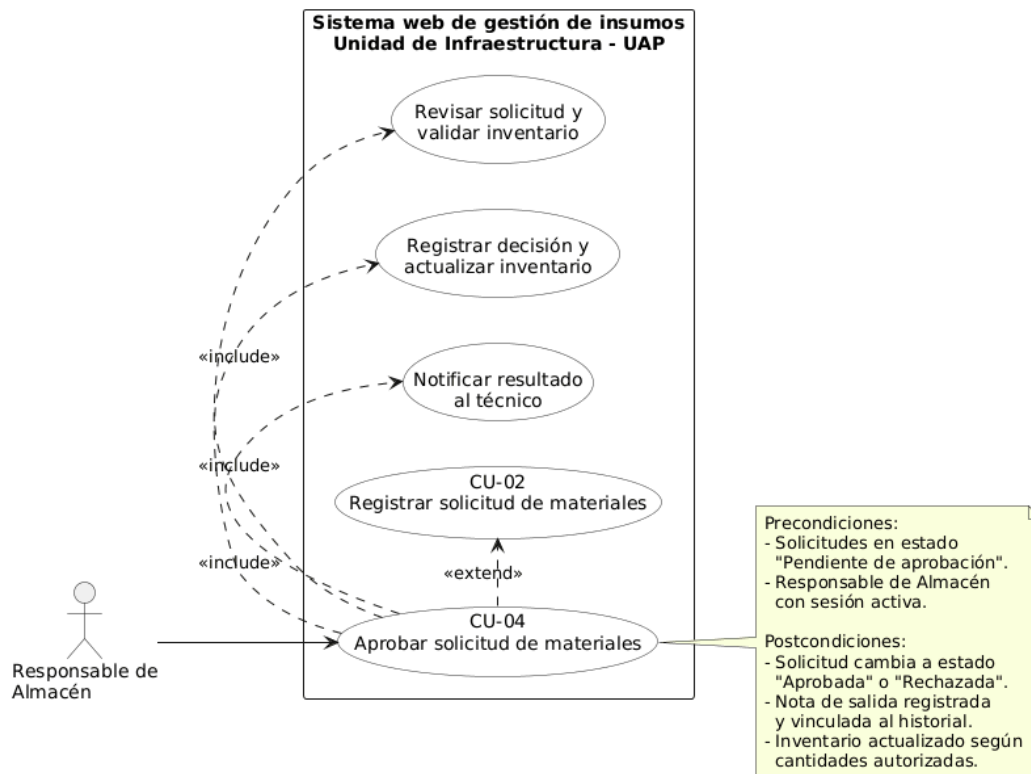 Sistema web de gestión de insumos
Unidad de Infraestructura - UAP
Revisar solicitud y
validar inventario
Registrar decisión y
actualizar inventario
«include»
Notificar resultado
al técnico
«include»
CU-02
Registrar solicitud de materiales
«include»
«extend»
CU-04
Aprobar solicitud de materiales
Responsable de
Almacén
Precondiciones:
- Solicitudes en estado
"Pendiente de aprobación".
- Responsable de Almacén
con sesión activa.
Postcondiciones:
- Solicitud cambia a estado
"Aprobada" o "Rechazada".
- Nota de salida registrada
y vinculada al historial.
- Inventario actualizado según
cantidades autorizadas.